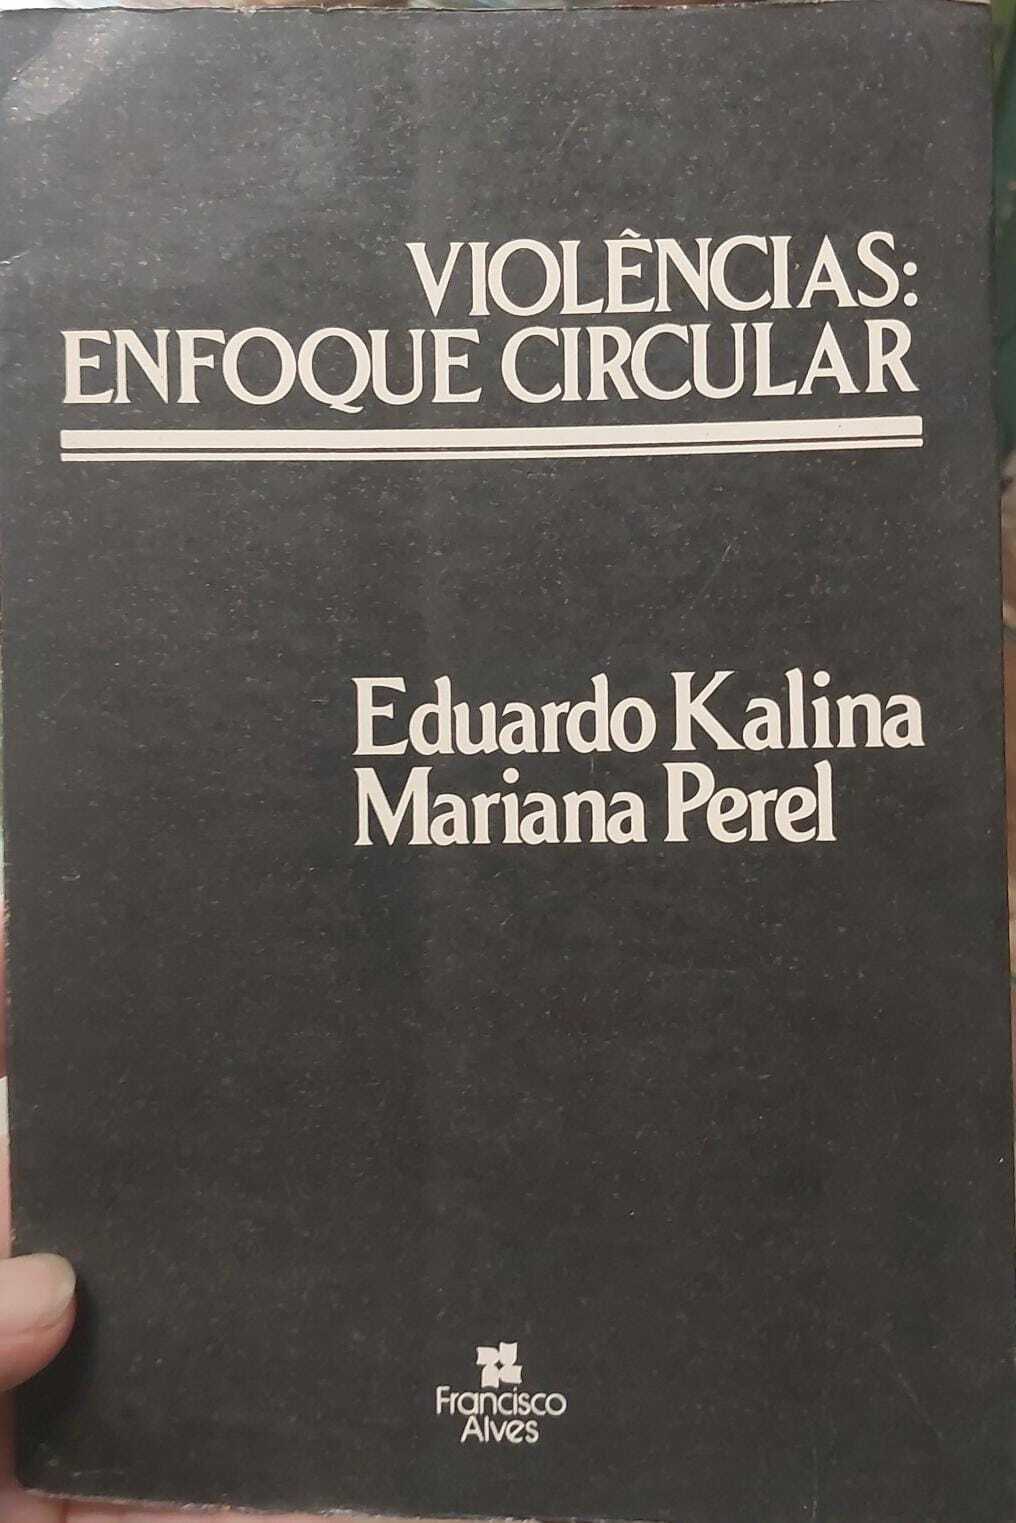 VIOLÊNCIAS:
ENFOQUE CIRCULAR
Eduardo Kalina
Mariana Perel
Francisco
Alves